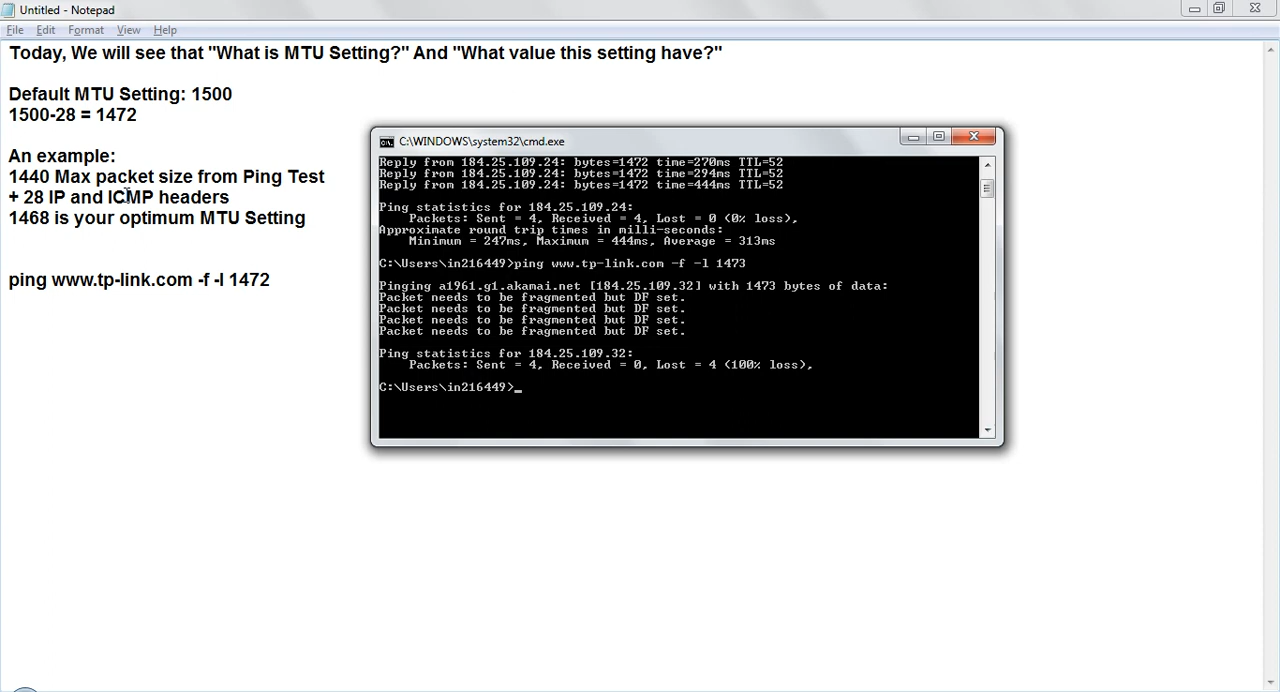 Untitled - Notepad
File Edit Format View Help
Today, We will see that "What is MTU Setting?" And "What value this setting have?"
Default MTU Setting: 1500
1500-28 = 1472
An example:
1440 Max packet size from Ping Test
+ 28 IP and ICMP headers
1468 is your optimum MTU Setting
ping www.tp-link.com -f -l 1472
C:\WINDOWS\system32\cmd.exe
Reply from 184.25.109.24: bytes=1472 time=270ms TTL=52
Reply from 184.25.109.24: bytes=1472 time=294ms TTL=52
Reply from 184.25.109.24: bytes=1472 time=444ms TTL=52
Ping statistics for 184.25.109.24:
Packets: Sent = 4, Received = 4, Lost = 0 (0% loss),
Approximate round trip times in milli-seconds:
Minimum = 247ms, Maximum = 444ms, Average = 313ms
C:\Users\in216449>ping www.tp-link.com -f -l 1473
Pinging a1961.g1.akamai.net [184.25.109.32] with 1473 bytes of data:
Packet needs to be fragmented but DF set.
Packet needs to be fragmented but DF set.
Packet needs to be fragmented but DF set.
Packet needs to be fragmented but DF set.
Ping statistics for 184.25.109.32:
Packets: Sent = 4, Received = 0, Lost = 4 (100% loss),
C:\Users\in216449>_